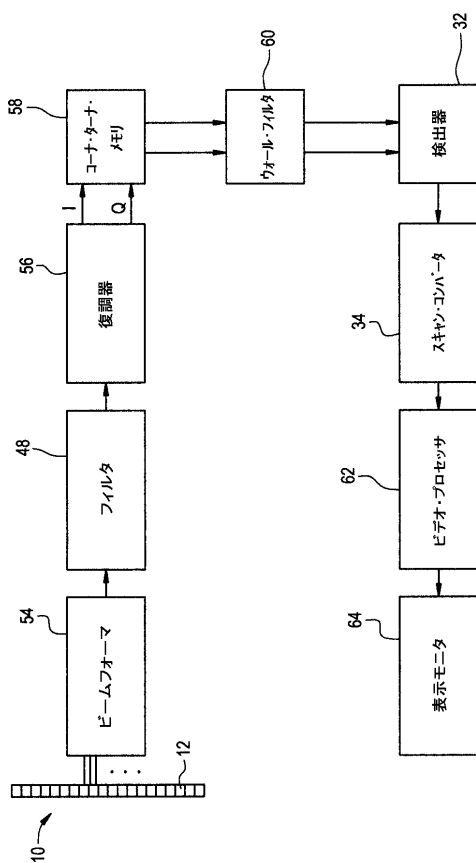 10
12
54
ビームフォーマ
48
フィルタ
56
復調器
I
Q
58
コーナ・ターナ・
メモリ
60
ウォール・フィルタ
32
検出器
34
スキャン・コンバータ
62
ビデオ・プロセッサ
64
表示モニタ